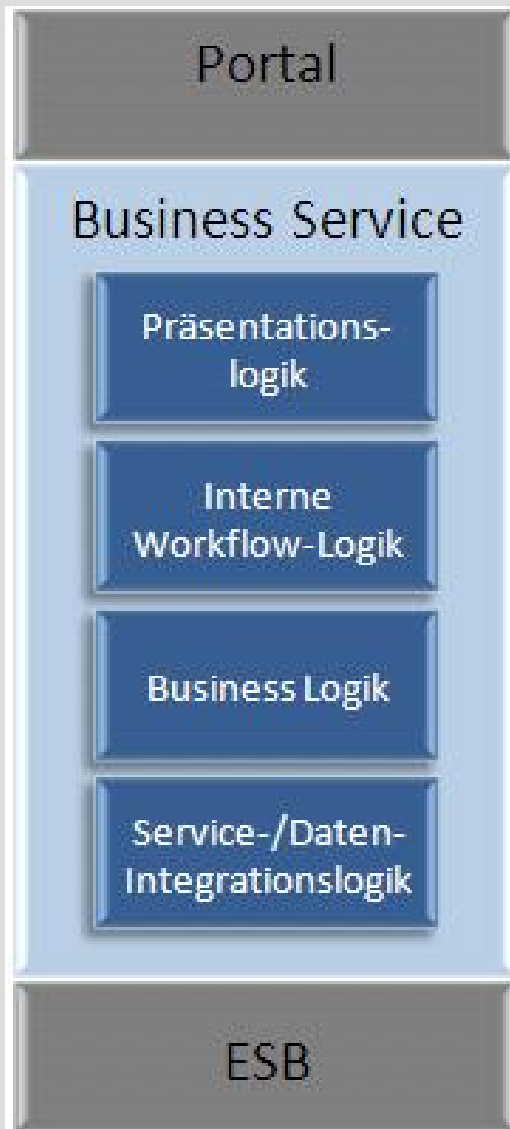 Portal
Business Service
Präsentations-
logik
Interne
Workflow-Logik
Business Logik
Service-/Daten-
Integrationslogik
ESB